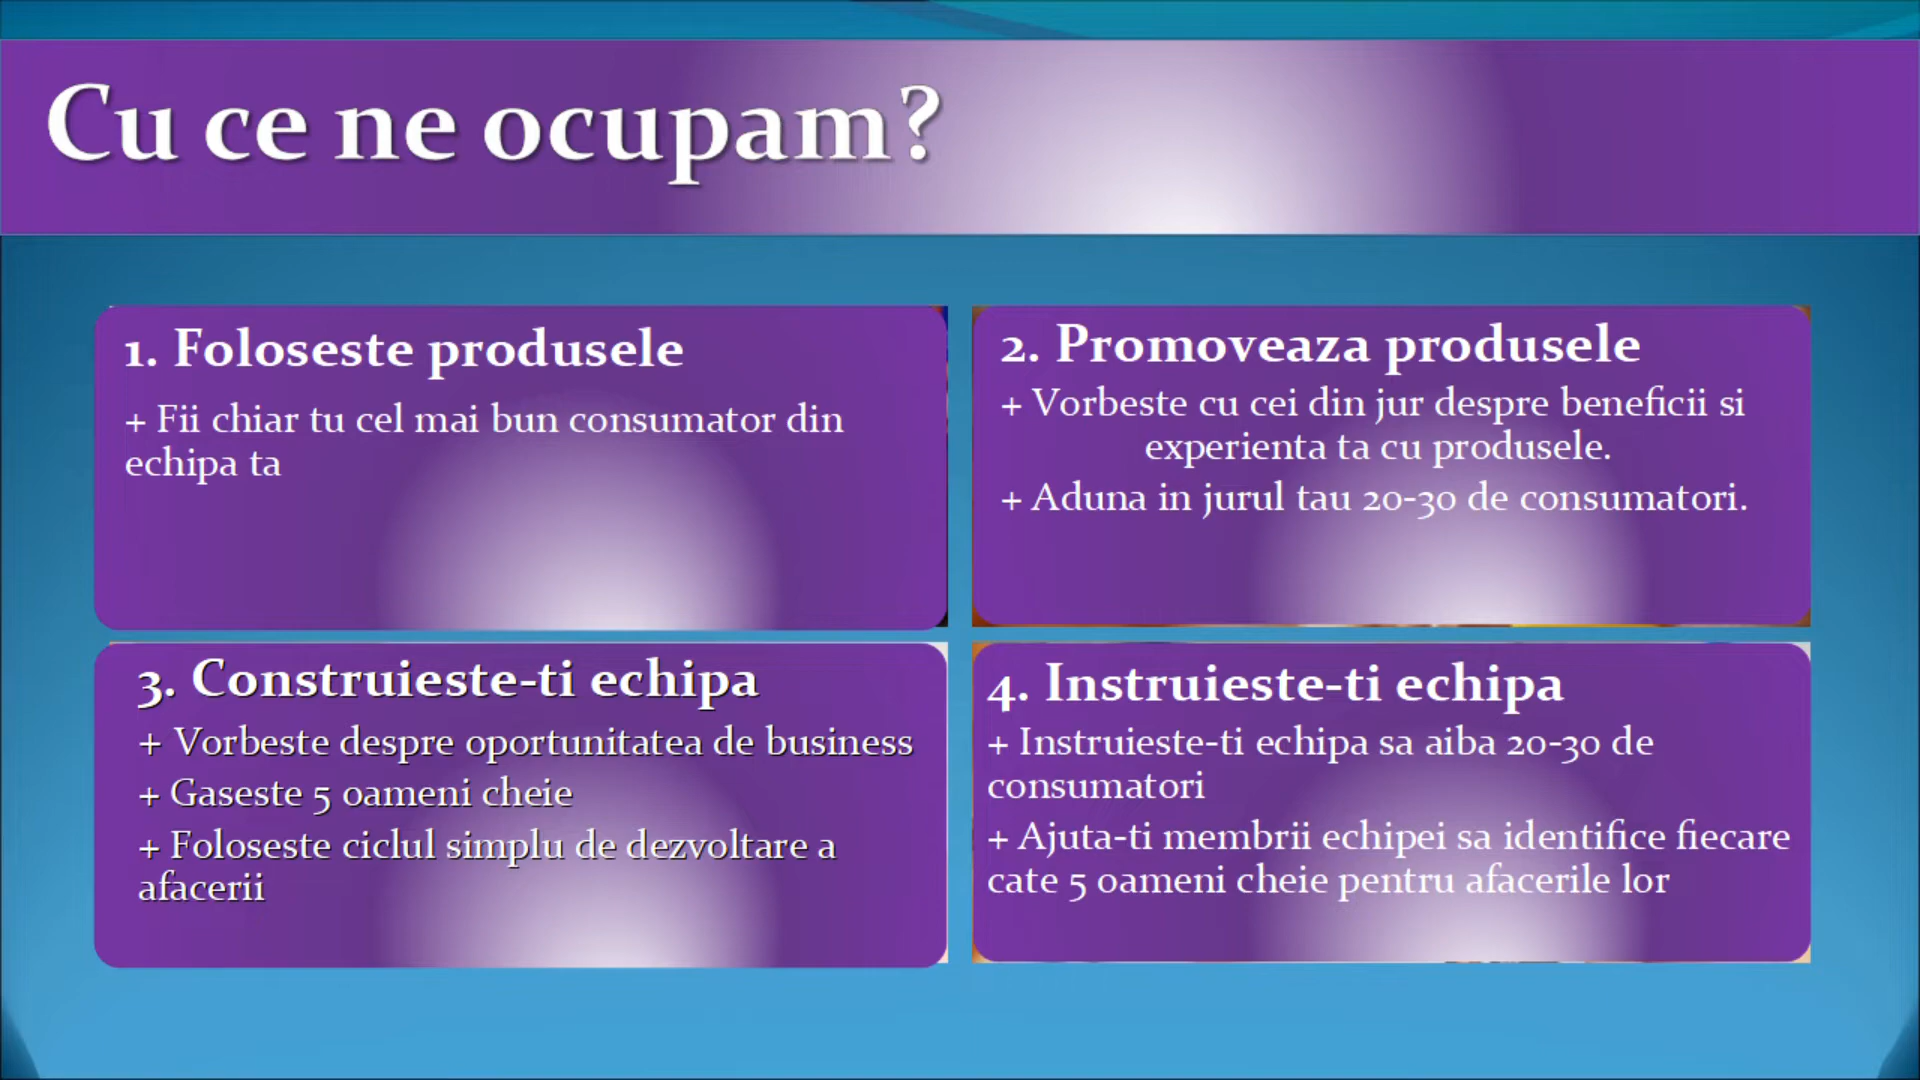 Cu ce ne ocupam?
1. Foloseste produsele
+ Fii chiar tu cel mai bun consumator din
echipa ta
2. Promoveaza produsele
+ Vorbeste cu cei din jur despre beneficii si
experienta ta cu produsele.
+ Aduna in jurul tau 20-30 de consumatori.
3. Construieste-ti echipa
+ Vorbeste despre oportunitatea de business
+ Gaseste 5 oameni cheie
+ Foloseste ciclul simplu de dezvoltare a
afacerii
4. Instruieste-ti echipa
+ Instruieste-ti echipa sa aiba 20-30 de
consumatori
+ Ajuta-ti membrii echipei sa identifice fiecare
cate 5 oameni cheie pentru afacerile lor